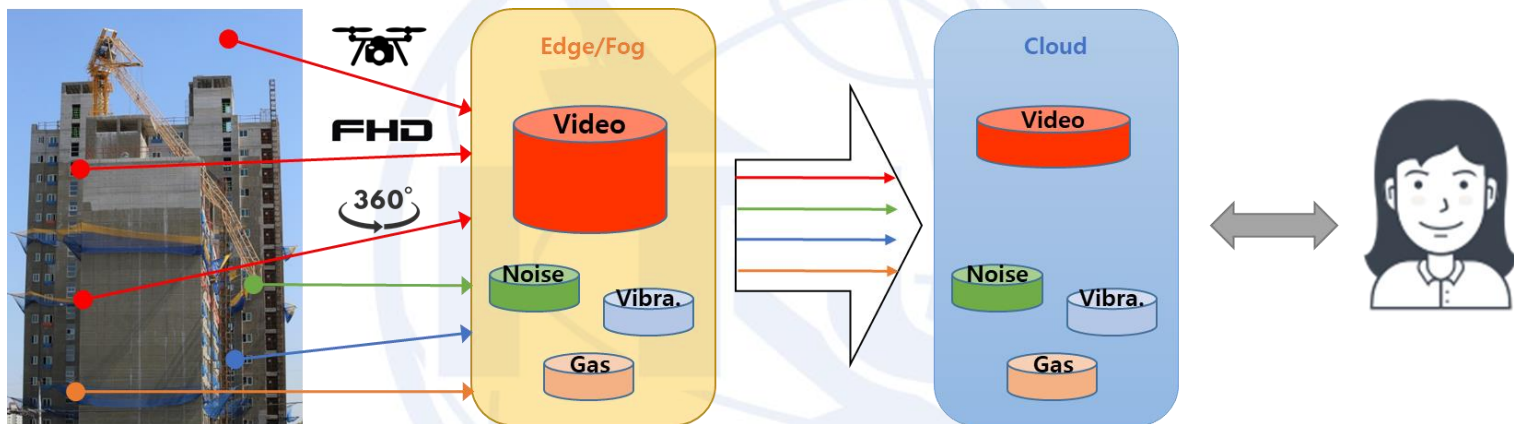 Edge/Fog
Cloud
FHD
360°
Video
Noise
Vibra.
Gas
Video
Noise
Vibra.
Gas